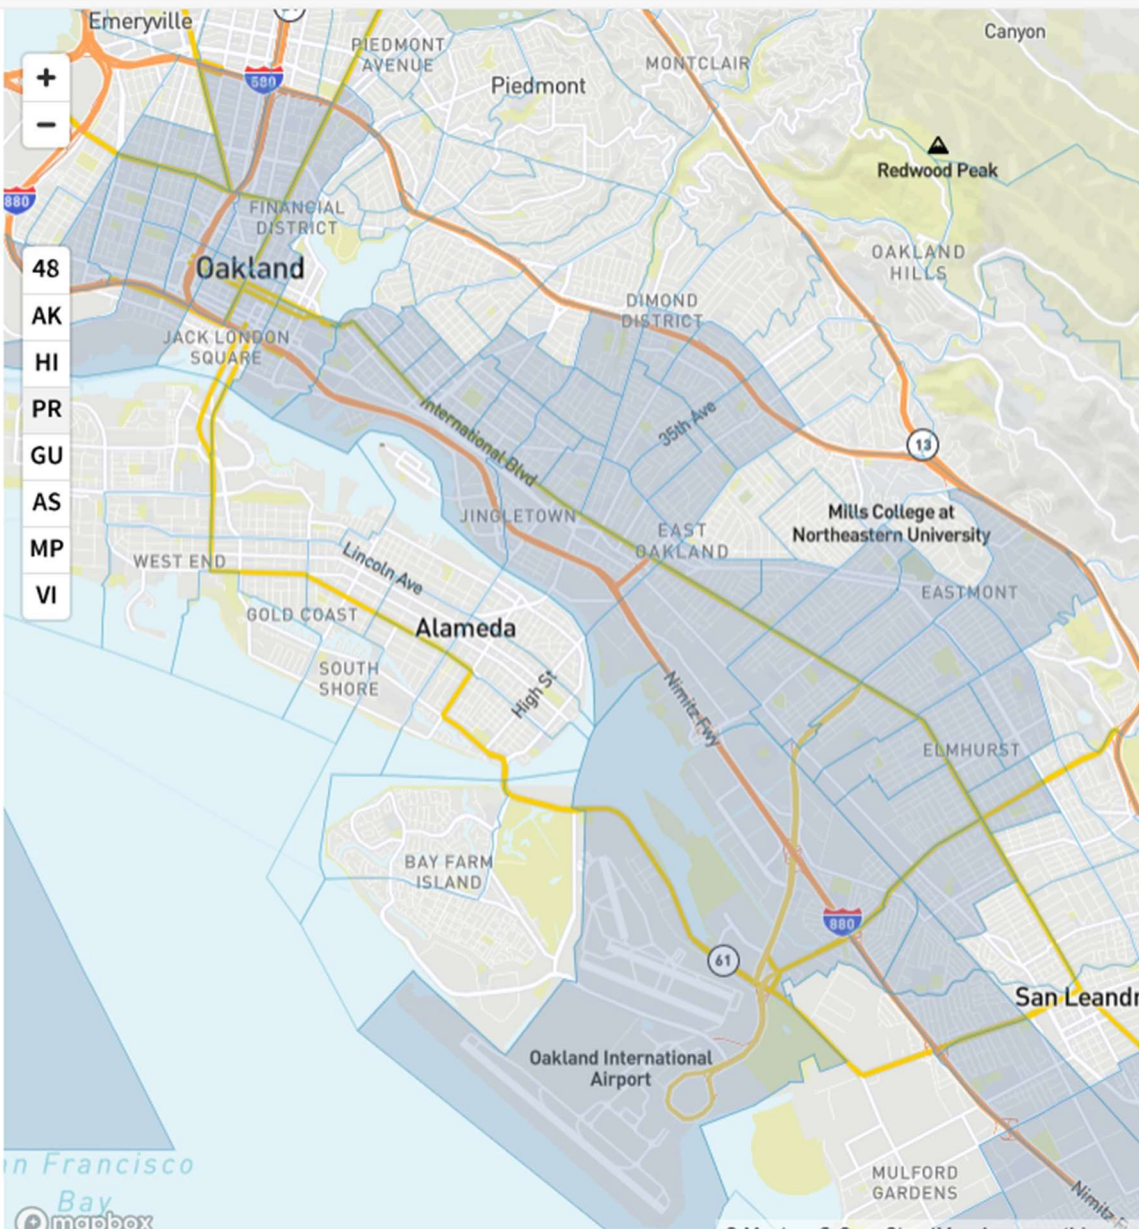 Emeryville
PIEDMONT
AVENUE
Canyon
MONTCLAIR
Piedmont
+
580
−
Redwood Peak
880
FINANCIAL
DISTRICT
OAKLAND
HILLS
48
Oakland
AK
DIMOND
DISTRICT
HI
JACK LONDON
SQUARE
PR
International Blvd
35th Ave
13
GU
AS
JINGLETOWN
Mills College at
Northeastern University
EAST
OAKLAND
MP
WEST END
Lincoln Ave
VI
EASTMONT
GOLD COAST
Alameda
SOUTH
SHORE
High St
Nimitz Fwy
ELMHURST
BAY FARM
ISLAND
880
61
San Leandr
Oakland International
Airport
an Francisco
Bay
MULFORD
GARDENS
Nimitz F
mapbox